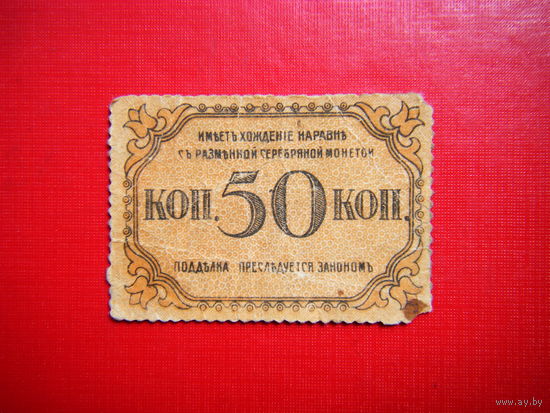 ИМѢЕТЪ ХОЖДЕНІЕ НАРАВНѢ
СЪ РАЗМѢННОЙ СЕРЕБРЯНОЙ МОНЕТОЙ
КОП. 50 КОП.
ПОДДѢЛКА ПРЕСЛѢДУЕТСЯ ЗАКОНОМЪ
© www.ay.by